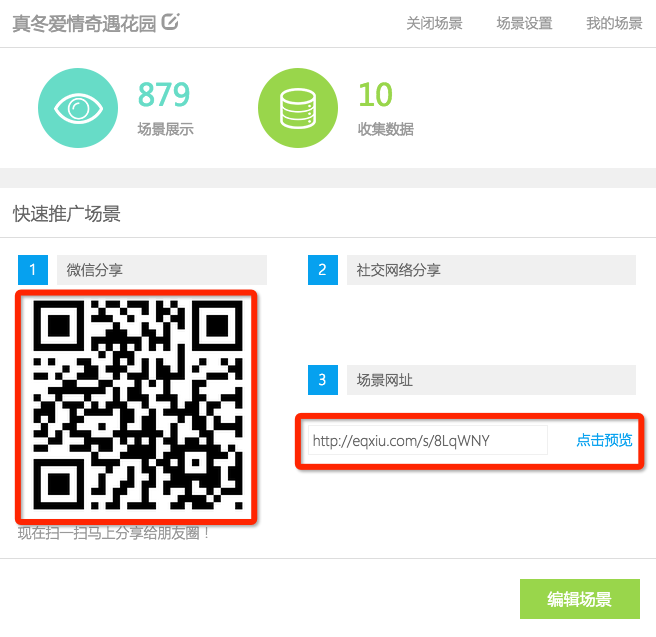 真冬爱情奇遇花园
关闭场景 场景设置 我的场景
879
场景展示
10
收集数据
快速推广场景
1 微信分享
2 社交网络分享
3 场景网址
http://eqxiu.com/s/8LqWNY 点击预览
现在扫一扫马上分享给朋友圈！
编辑场景